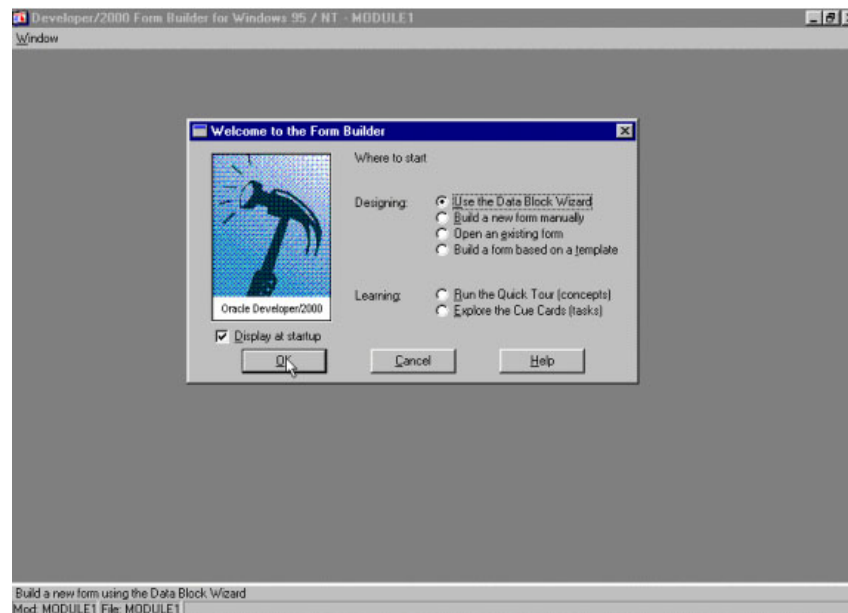 Developer/2000 Form Builder for Windows 95 / NT - MODULE1
Window
Welcome to the Form Builder
Where to start
Designing:
Use the Data Block Wizard
Build a new form manually
Open an existing form
Build a form based on a template
Learning:
Run the Quick Tour (concepts)
Explore the Cue Cards (tasks)
Oracle Developer/2000
Display at startup
OK Cancel Help
Build a new form using the Data Block Wizard
Mod: MODULE1 File: MODULE1